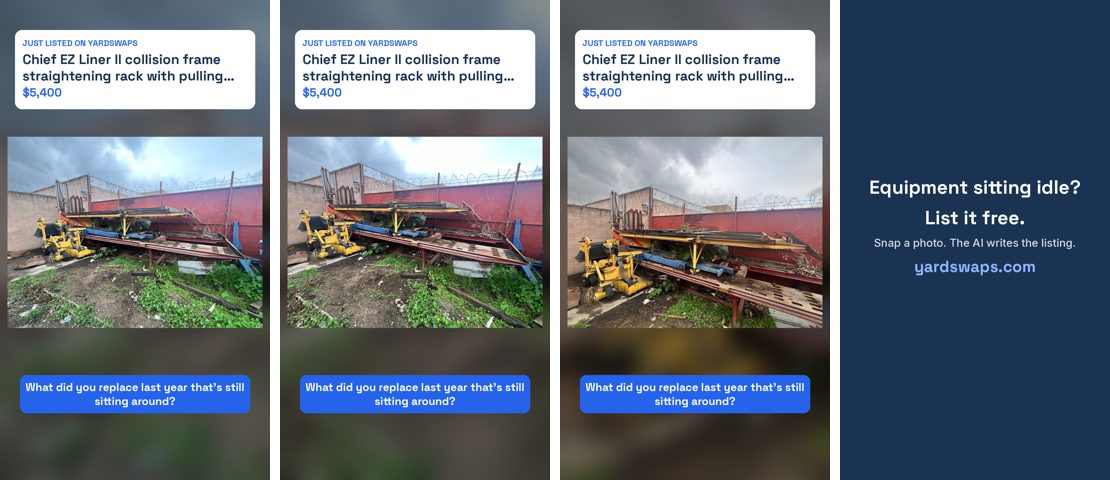 JUST LISTED ON YARDSWAPS
Chief EZ Liner II collision frame
straightening rack with pulling...
$5,400
What did you replace last year that's still
sitting around?
JUST LISTED ON YARDSWAPS
Chief EZ Liner II collision frame
straightening rack with pulling...
$5,400
What did you replace last year that's still
sitting around?
JUST LISTED ON YARDSWAPS
Chief EZ Liner II collision frame
straightening rack with pulling...
$5,400
What did you replace last year that's still
sitting around?
Equipment sitting idle?
List it free.
Snap a photo. The AI writes the listing.
yardswaps.com